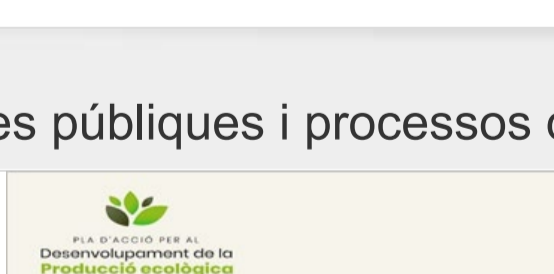 es públiques i processos
PLA D'ACCIÓ PER AL
Desenvolupament de la
Producció ecològica